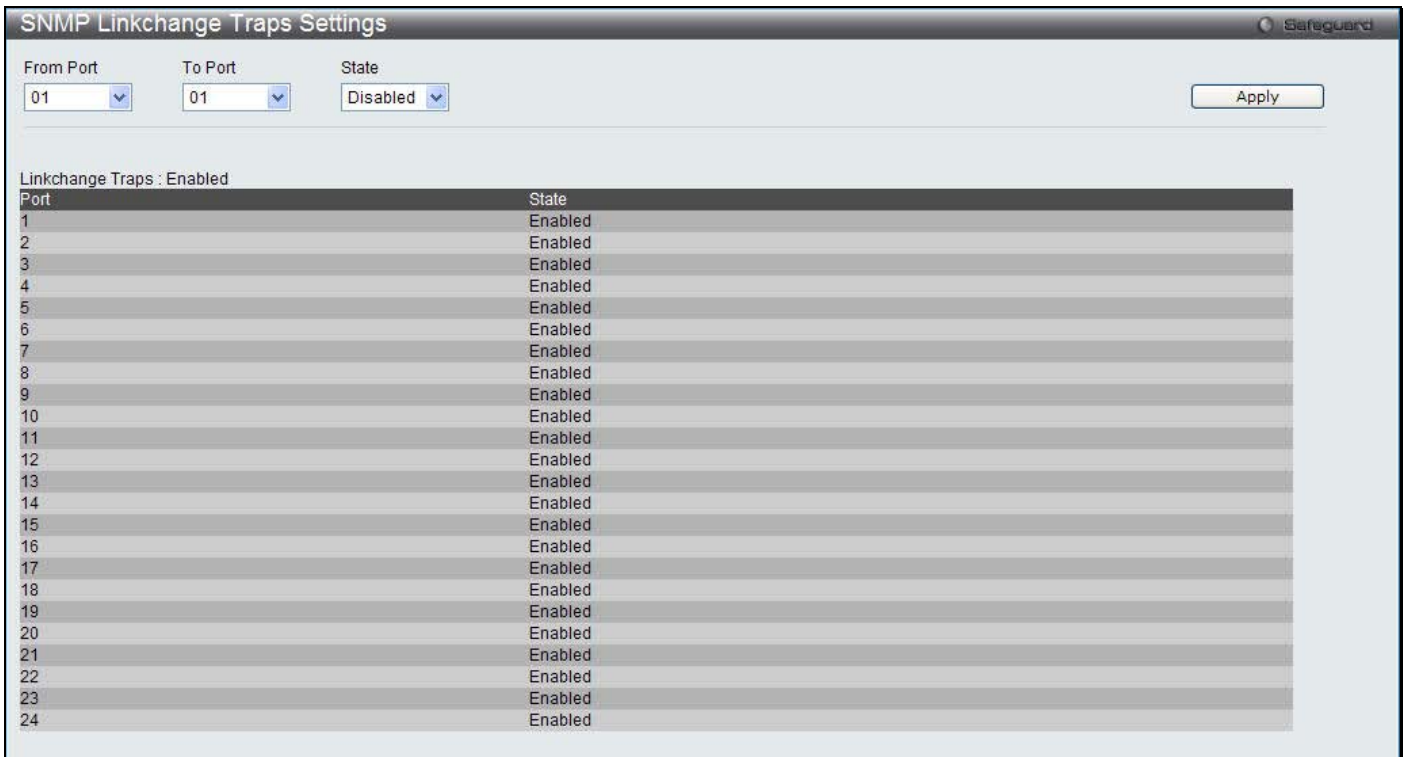 SNMP Linkchange Traps Settings
Safeguard
From Port To Port State
01 01 Disabled Apply
Linkchange Traps : Enabled
Port State
1 Enabled
2 Enabled
3 Enabled
4 Enabled
5 Enabled
6 Enabled
7 Enabled
8 Enabled
9 Enabled
10 Enabled
11 Enabled
12 Enabled
13 Enabled
14 Enabled
15 Enabled
16 Enabled
17 Enabled
18 Enabled
19 Enabled
20 Enabled
21 Enabled
22 Enabled
23 Enabled
24 Enabled